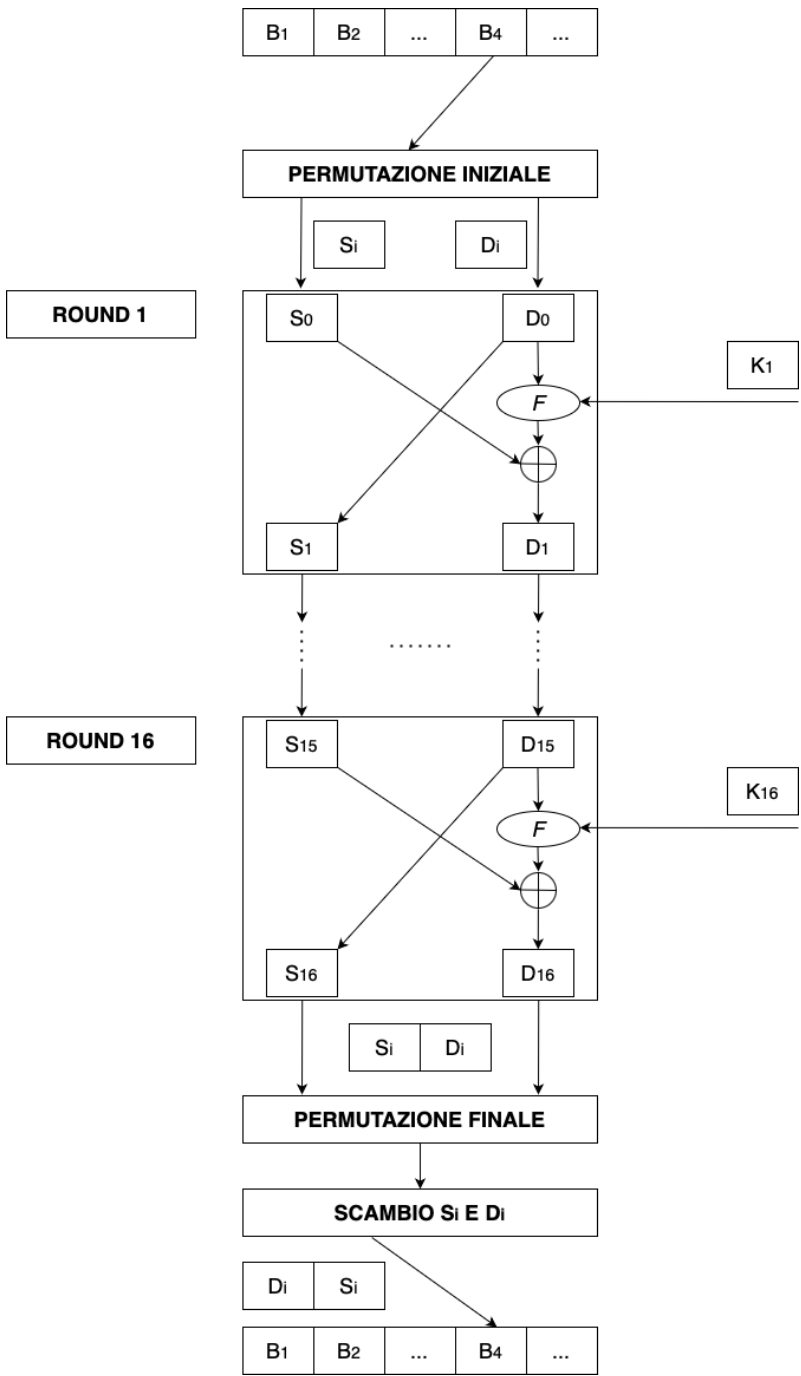 B1 B2 ... B4 ...
PERMUTAZIONE INIZIALE
Si Di
ROUND 1
S0 D0
K1
F
S1 D1
.......
ROUND 16
S15 D15
K16
F
S16 D16
Si Di
PERMUTAZIONE FINALE
SCAMBIO Si E Di
Di Si
B1 B2 ... B4 ...